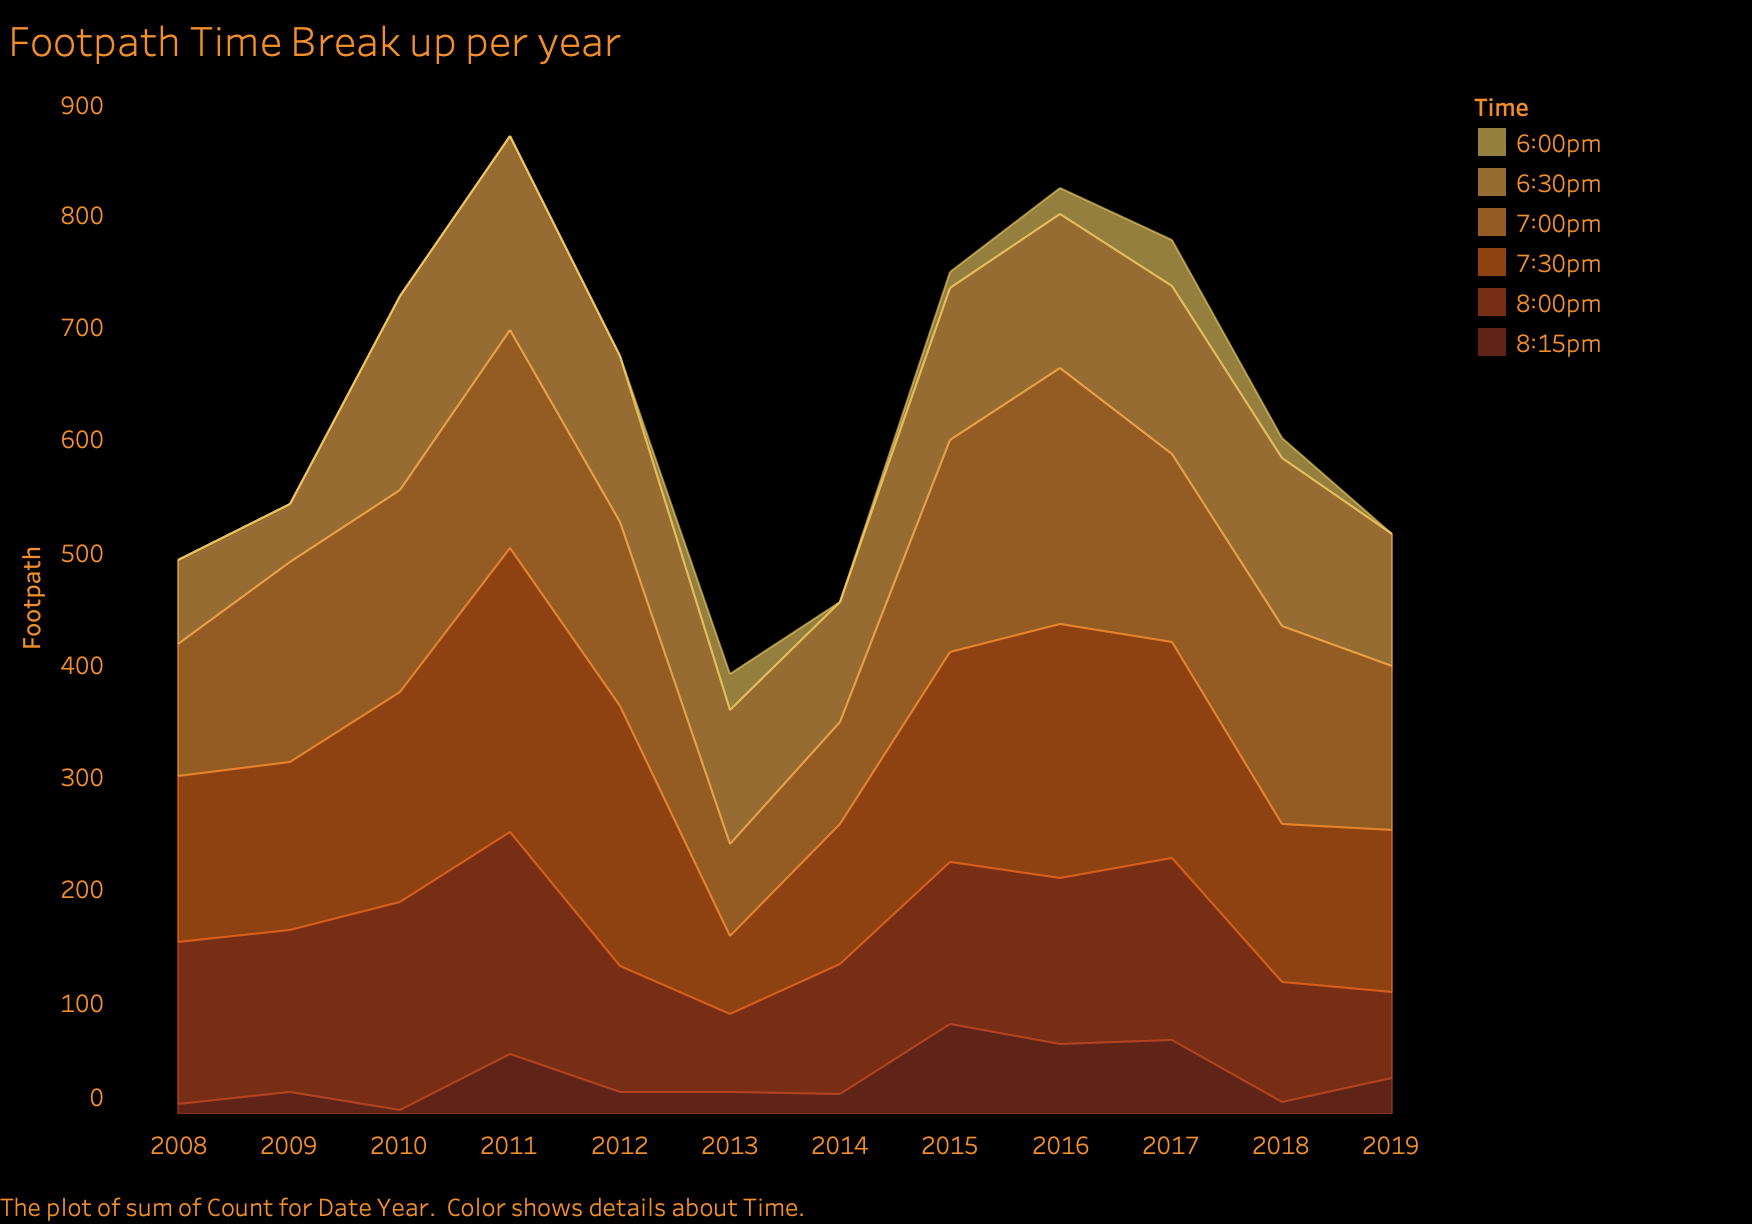 Footpath Time Break up per year
900
800
700
600
500
400
300
200
100
0
Footpath
2008 2009 2010 2011 2012 2013 2014 2015 2016 2017 2018 2019
Time
6:00pm
6:30pm
7:00pm
7:30pm
8:00pm
8:15pm
The plot of sum of Count for Date Year.  Color shows details about Time.